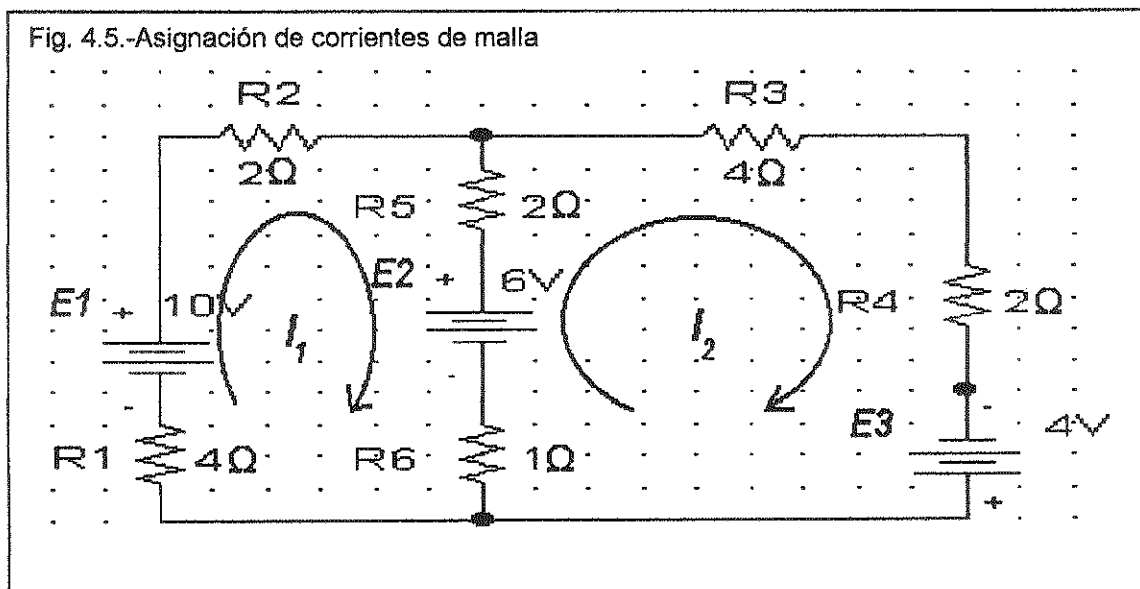 Fig. 4.5.-Asignación de corrientes de malla
R2
R3
2Ω
4Ω
R5
2Ω
E1
+
10V
E2
+
6V
R4
2Ω
I₁
I₂
-
-
-
E3
4V
R1
4Ω
R6
1Ω
+